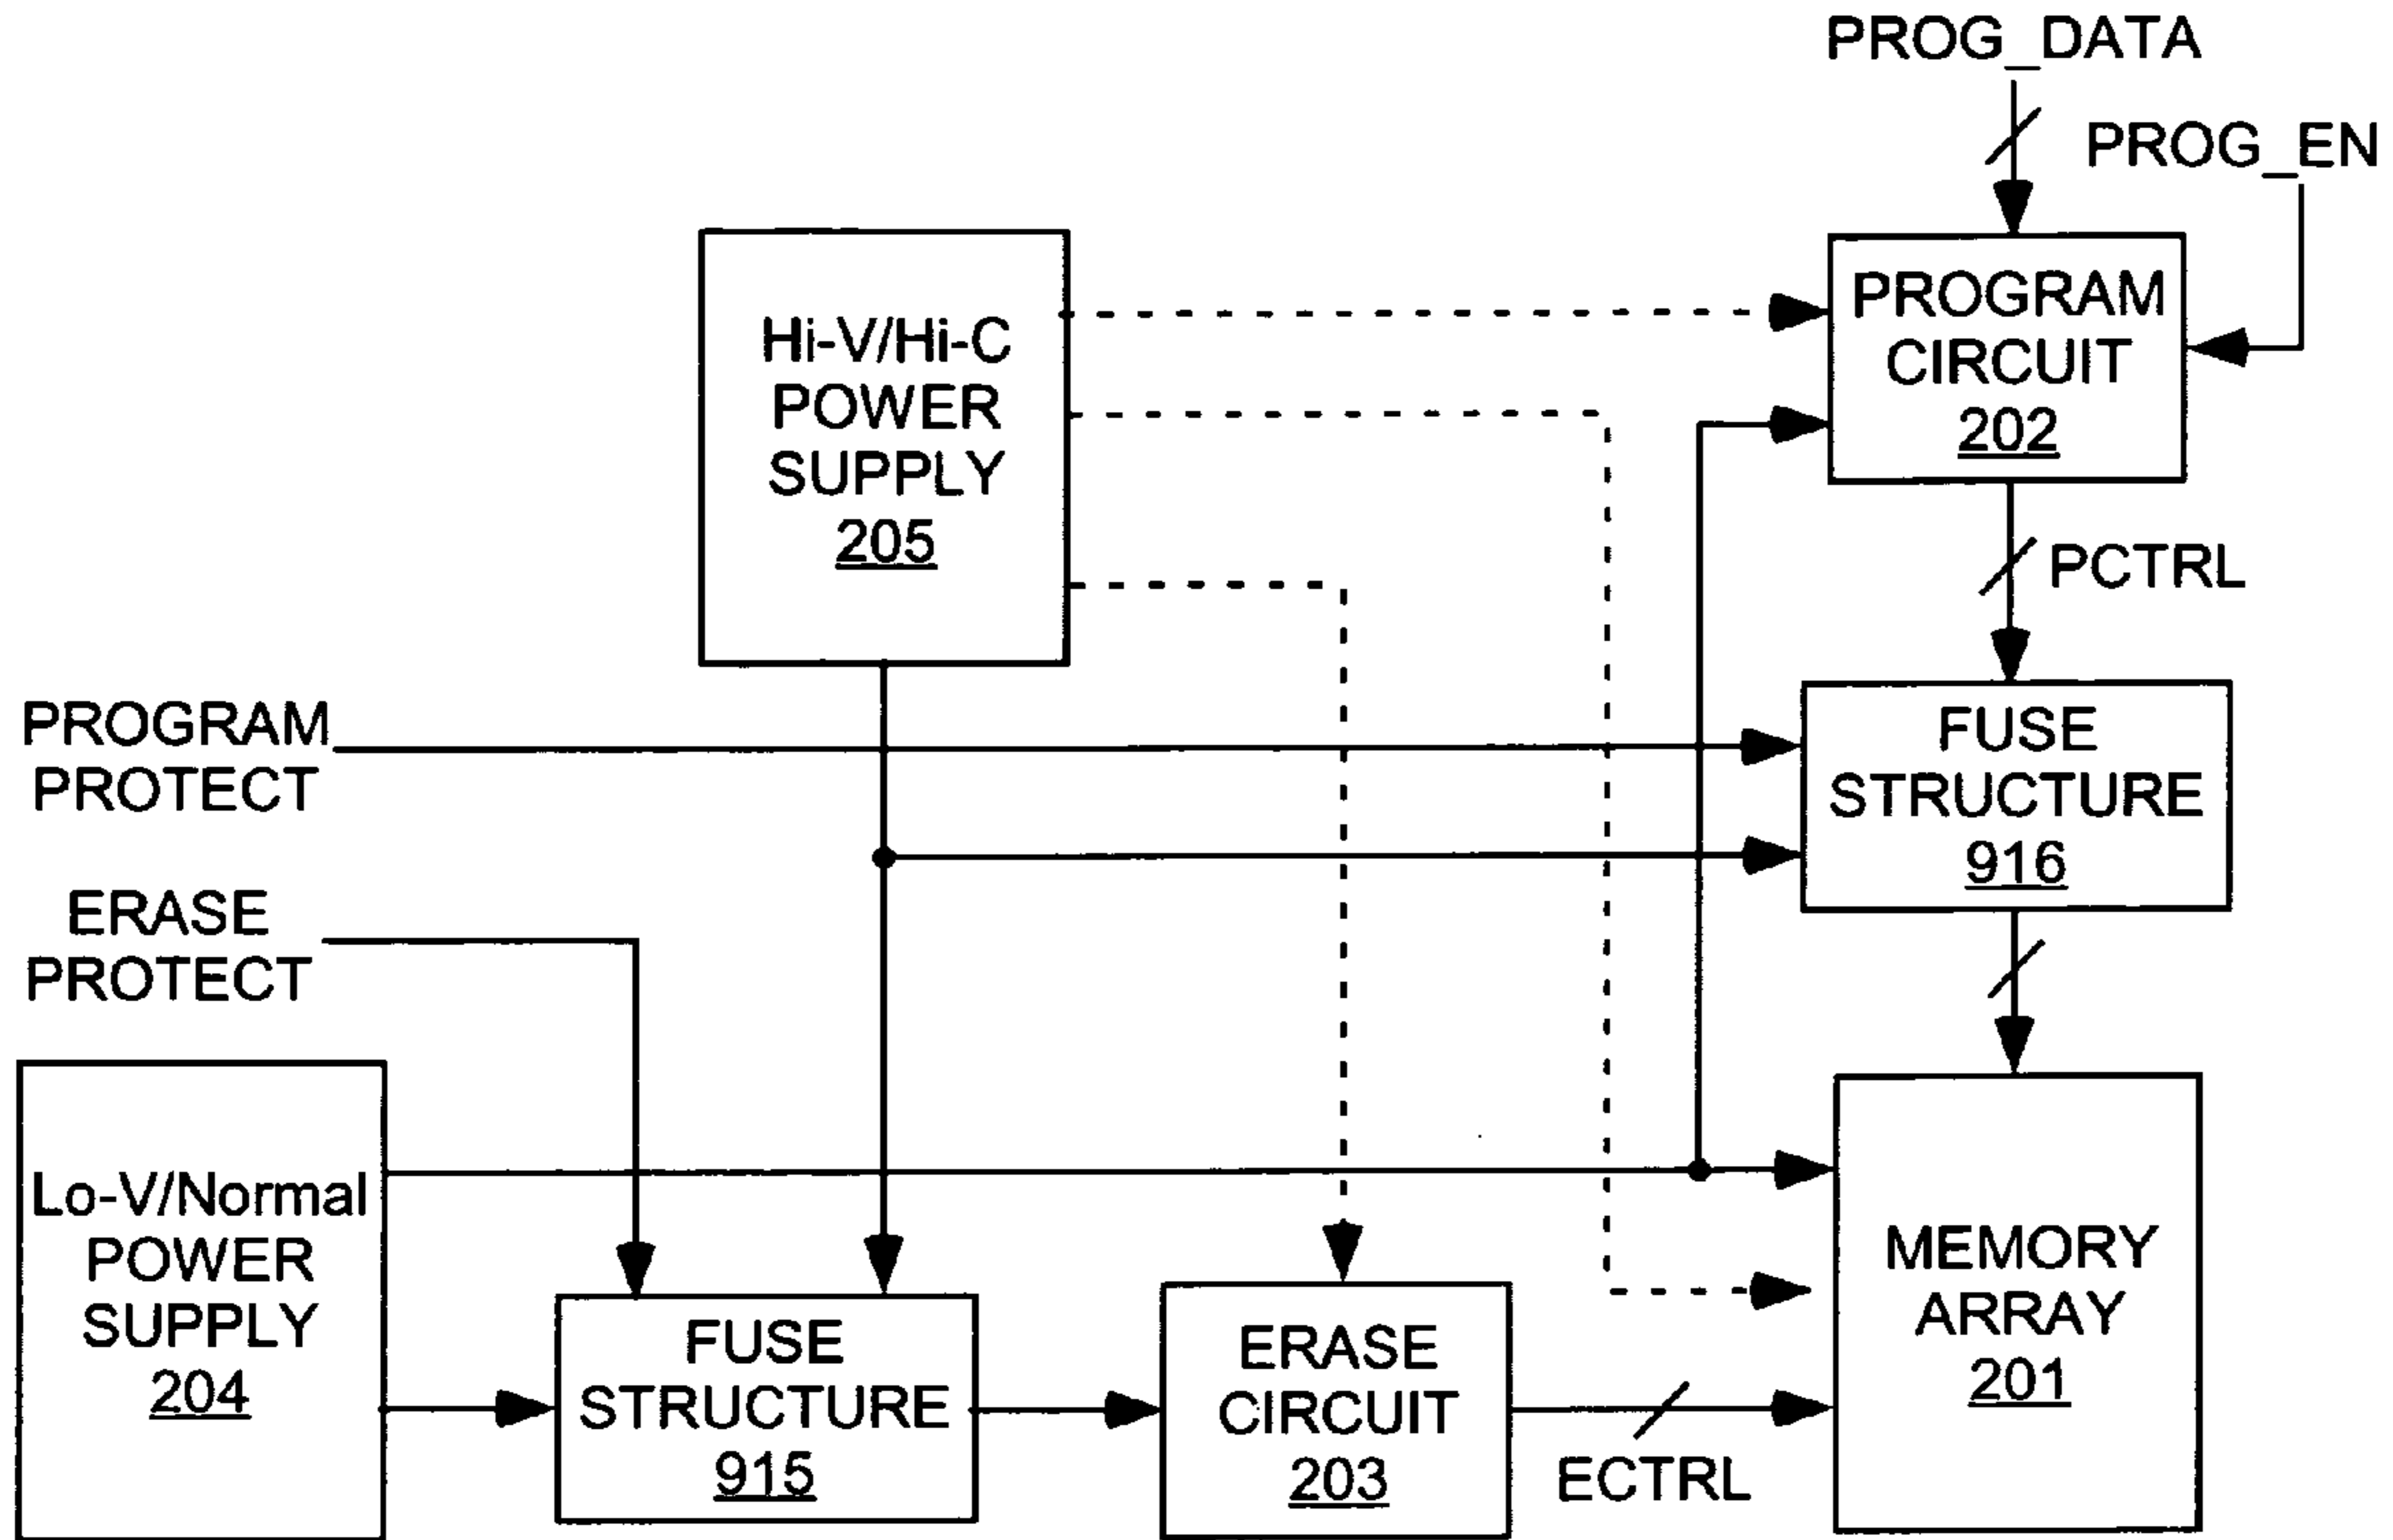 PROG_DATA
PROG_EN
Hi-V/Hi-C
POWER
SUPPLY
205
PROGRAM
CIRCUIT
202
PCTRL
PROGRAM
PROTECT
FUSE
STRUCTURE
916
ERASE
PROTECT
Lo-V/Normal
POWER
SUPPLY
204
FUSE
STRUCTURE
915
ERASE
CIRCUIT
203
ECTRL
MEMORY
ARRAY
201